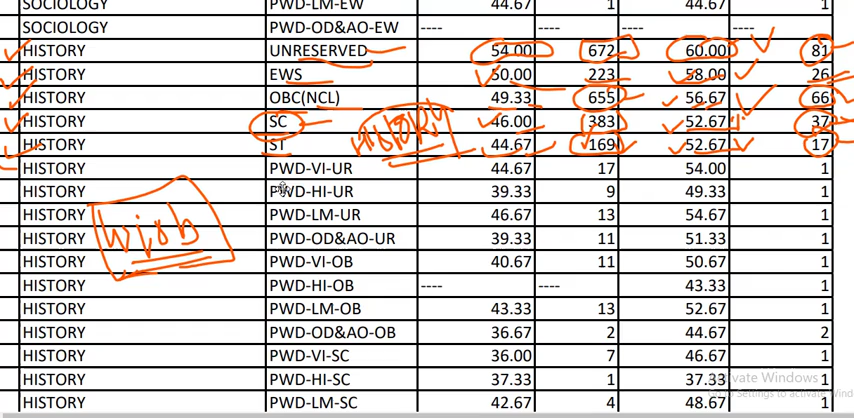 SOCIOLOGY PWD-LM-EW 44.67 1 44.67 1
SOCIOLOGY PWD-OD&AO-EW ---- ---- ---- ----
HISTORY UNRESERVED 54.00 672 60.00 81
HISTORY EWS 50.00 223 58.00 26
HISTORY OBC(NCL) 49.33 655 56.67 66
HISTORY SC 46.00 383 52.67 37
History
HISTORY ST 44.67 169 52.67 17
HISTORY PWD-VI-UR 44.67 17 54.00 1
HISTORY PWD-HI-UR 39.33 9 49.33 1
HISTORY PWD-LM-UR 46.67 13 54.67 1
HISTORY PWD-OD&AO-UR 39.33 11 51.33 1
HISTORY PWD-VI-OB 40.67 11 50.67 1
HISTORY PWD-HI-OB ---- ---- 43.33 1
HISTORY PWD-LM-OB 43.33 13 52.67 1
HISTORY PWD-OD&AO-OB 36.67 2 44.67 2
HISTORY PWD-VI-SC 36.00 7 46.67 1
HISTORY PWD-HI-SC 37.33 1 37.33 1
Activate Windows
Go to Settings to activate Wind
HISTORY PWD-LM-SC 42.67 4 48.67 1